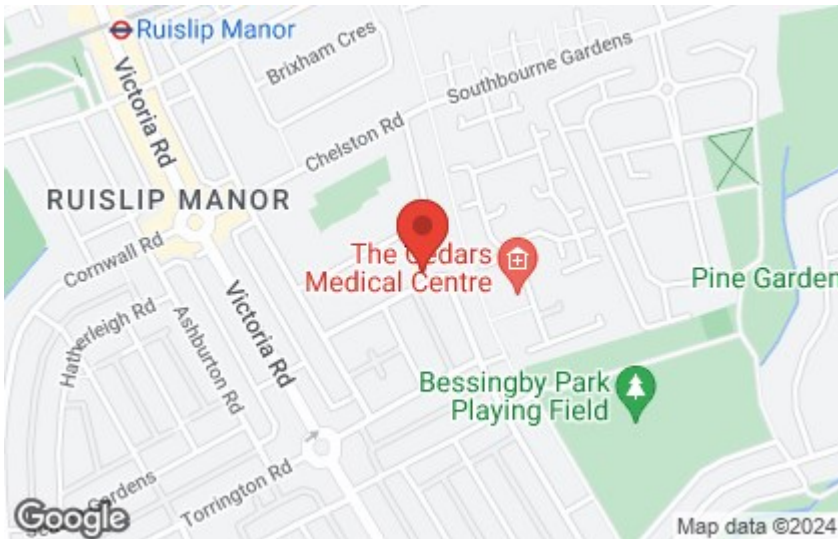 Ruislip Manor
Brixham Cres
Southbourne Gardens
Victoria Rd
Chelston Rd
RUISLIP MANOR
Cornwall Rd
The Cedars
Medical Centre
Pine Garden
Hatherleigh Rd
Ashburton Rd
Victoria Rd
Bessingby Park
Playing Field
Gardens
Torrington Rd
Google
Map data ©2024